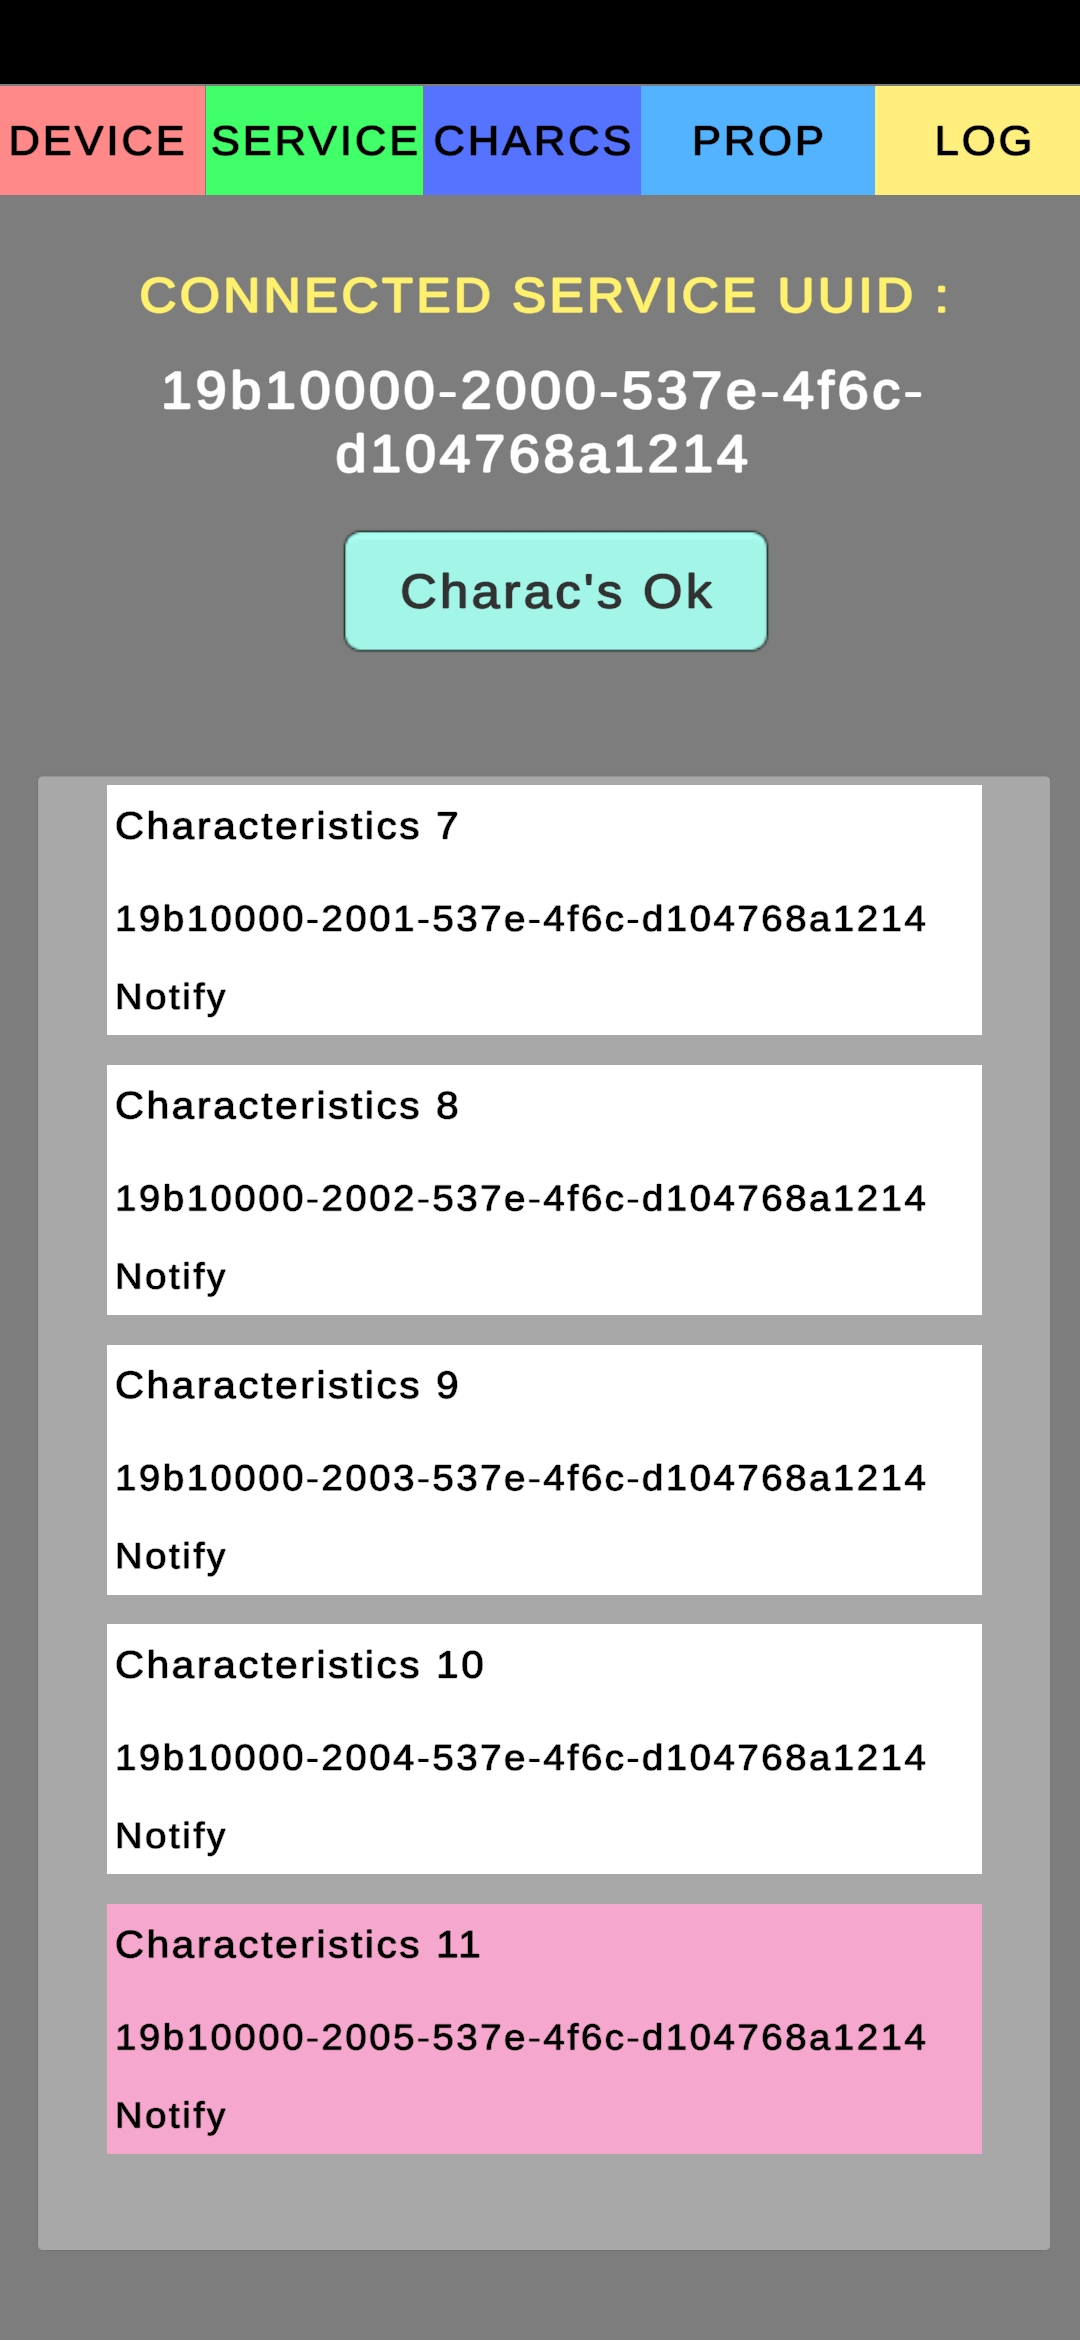 DEVICE SERVICE CHARCS PROP LOG
CONNECTED SERVICE UUID :
19b10000-2000-537e-4f6c-
d104768a1214
Charac's Ok
Characteristics 7
19b10000-2001-537e-4f6c-d104768a1214
Notify
Characteristics 8
19b10000-2002-537e-4f6c-d104768a1214
Notify
Characteristics 9
19b10000-2003-537e-4f6c-d104768a1214
Notify
Characteristics 10
19b10000-2004-537e-4f6c-d104768a1214
Notify
Characteristics 11
19b10000-2005-537e-4f6c-d104768a1214
Notify